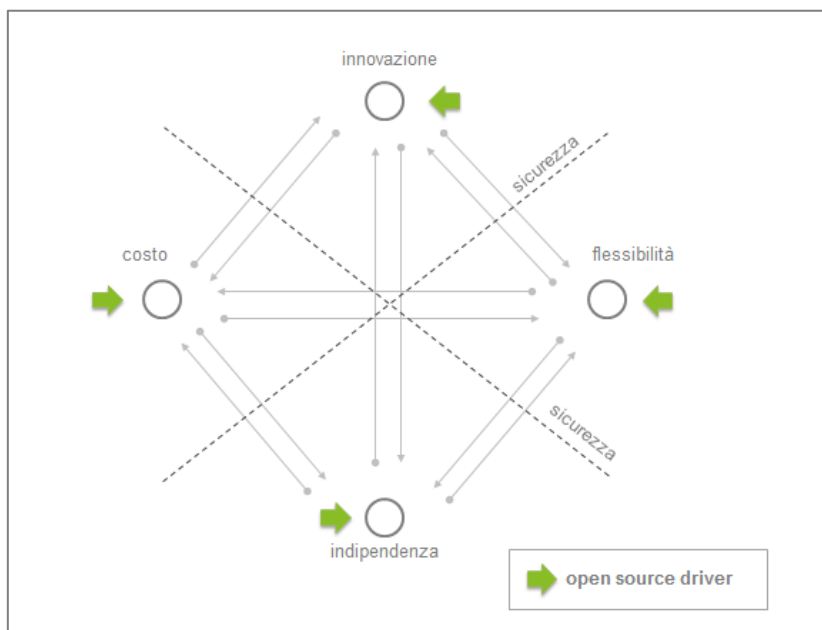 innovazione
sicurezza
costo
flessibilità
sicurezza
indipendenza
open source driver